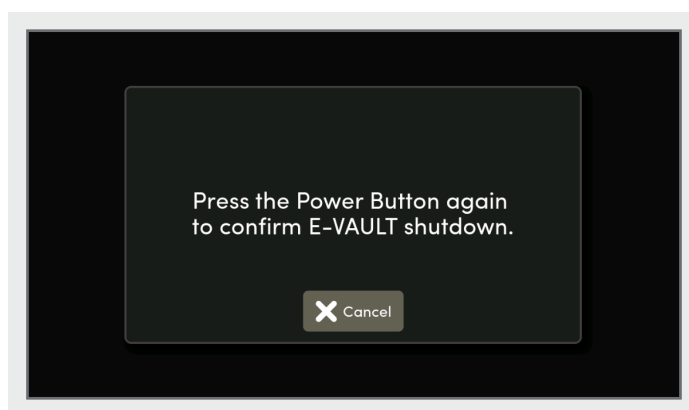 Press the Power Button again
to confirm E-VAULT shutdown.
Cancel